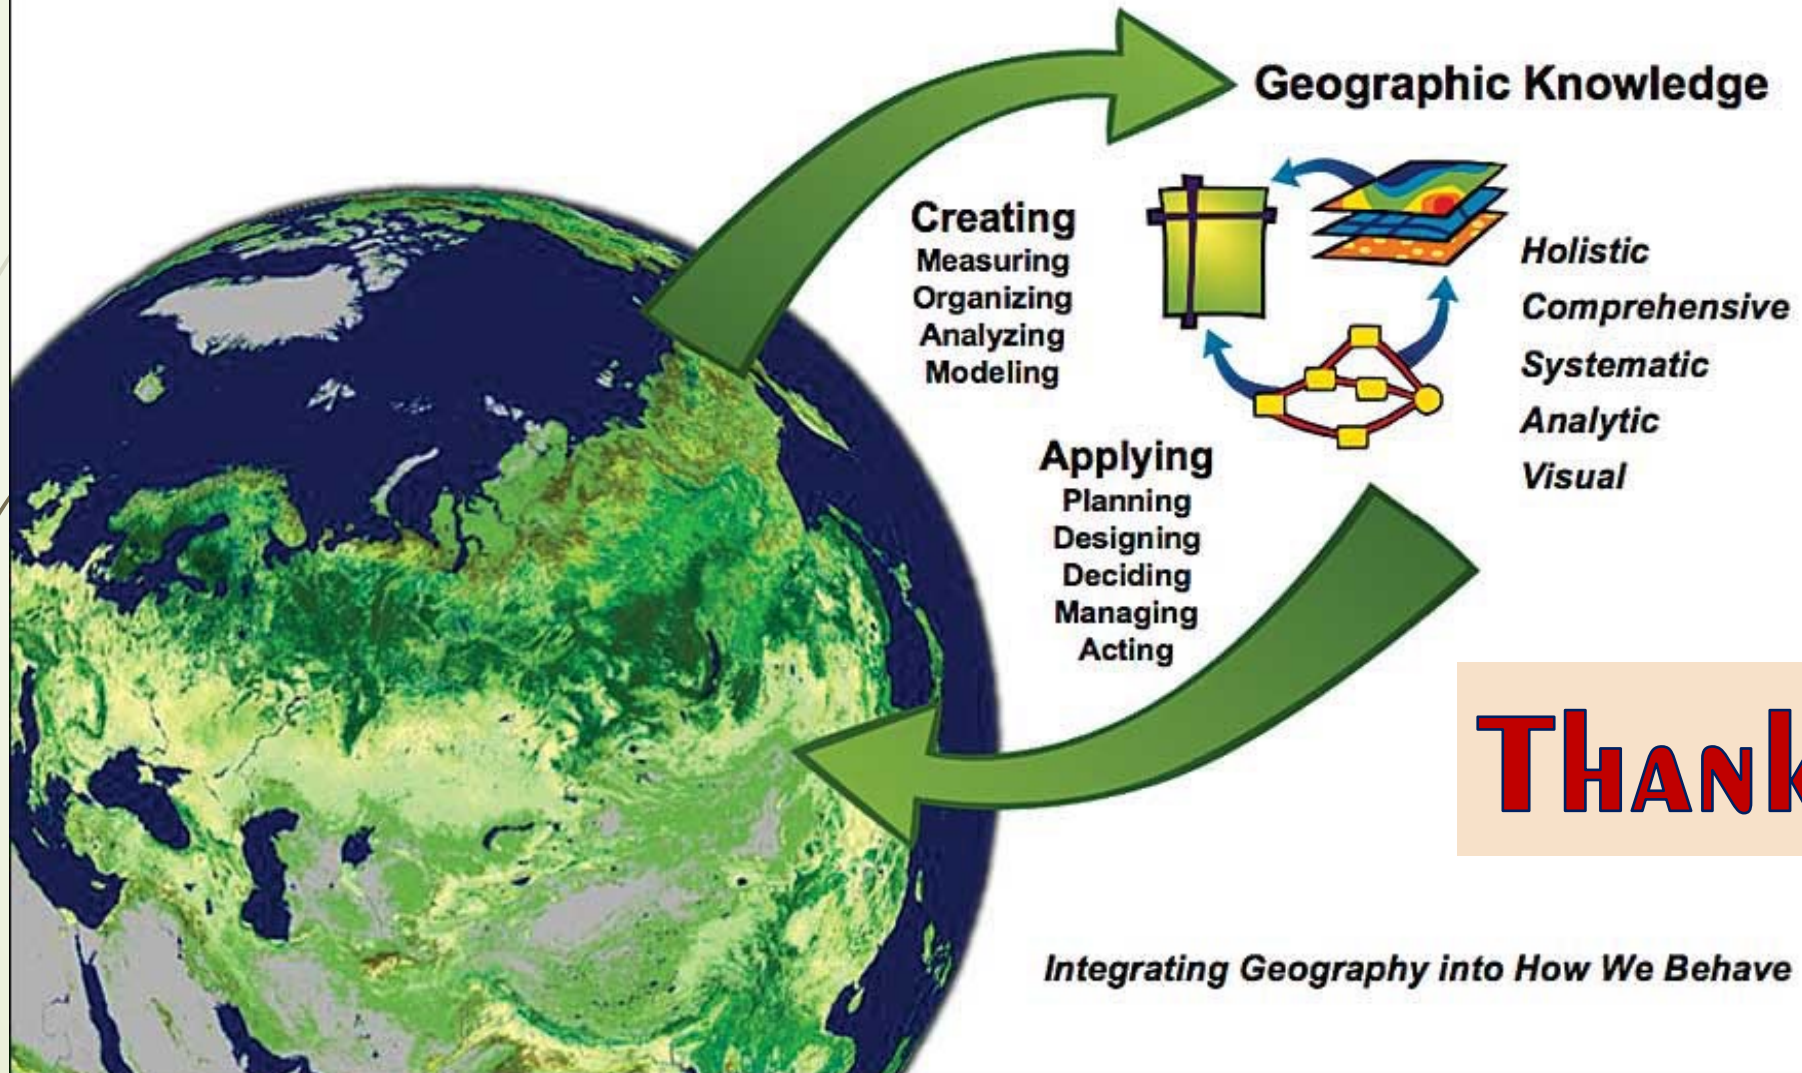 Geographic Knowledge
Creating
Measuring
Organizing
Analyzing
Modeling
Holistic
Comprehensive
Systematic
Analytic
Visual
Applying
Planning
Designing
Deciding
Managing
Acting
Thank
Integrating Geography into How We Behave